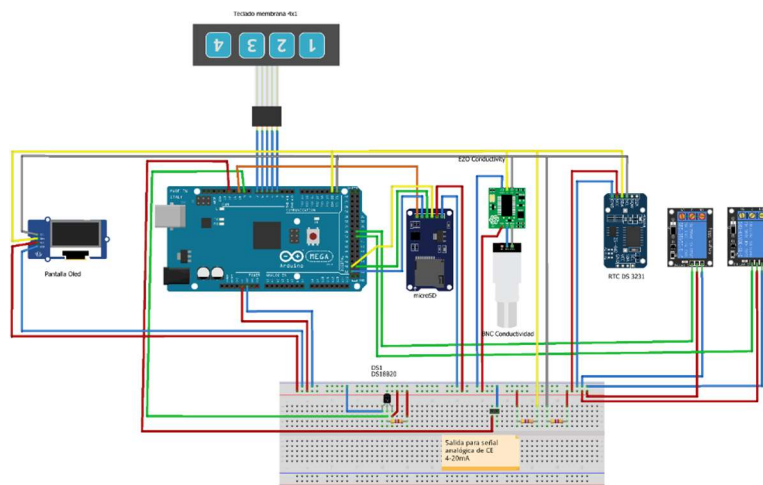 Teclado membrana 4x1
4 3 2 1
EZO Conductivity
Pantalla Oled
Arduino
MEGA
microSD
BNC Conductividad
RTC DS 3231
DS1
DS18B20
Salida para señal
analógica de CE
4-20mA